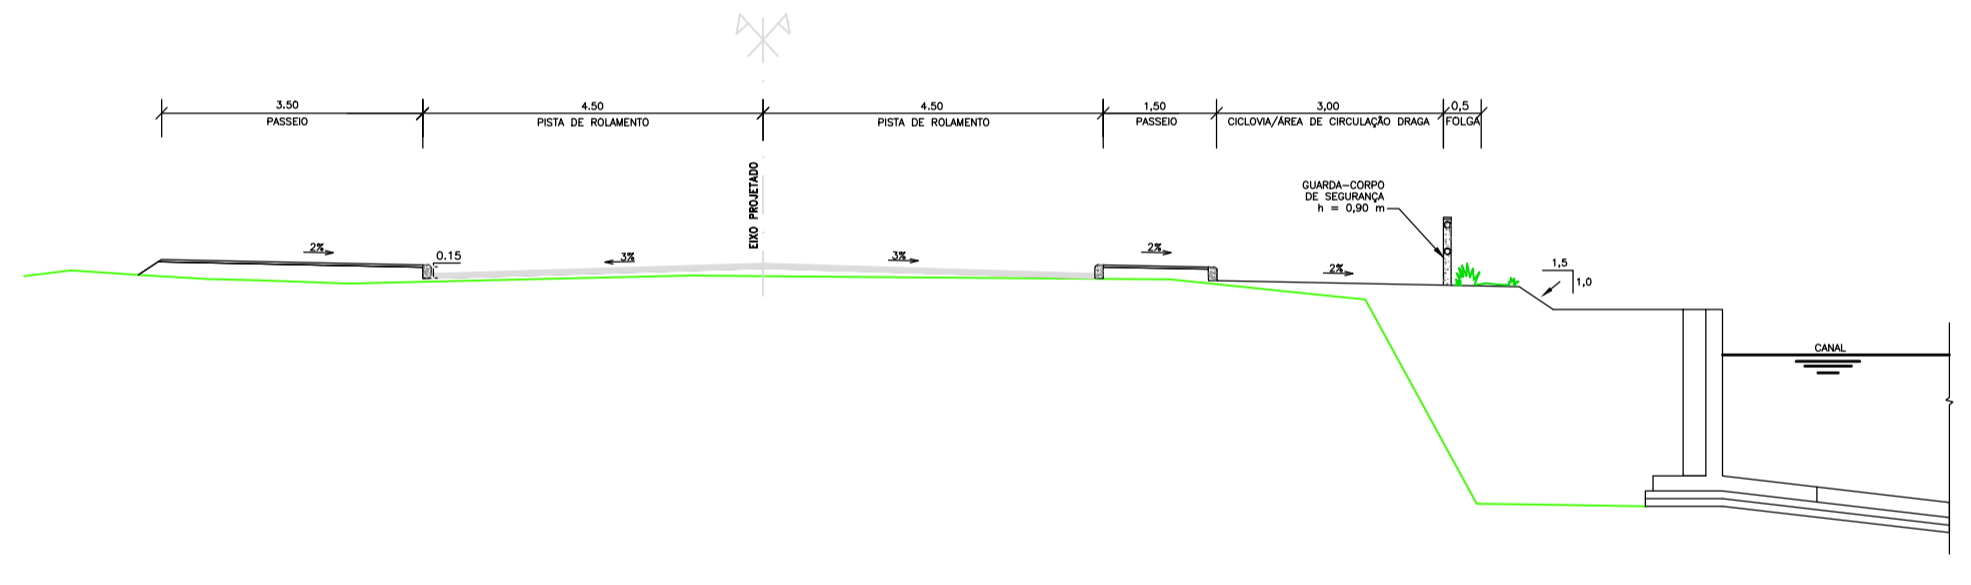 3.50
PASSEIO
4.50
PISTA DE ROLAMENTO
4.50
PISTA DE ROLAMENTO
1,50
PASSEIO
3,00
CICLOVIA/ÁREA DE CIRCULAÇÃO DRAGA
0,5
FOLGA
EIXO PROJETADO
GUARDA-CORPO
DE SEGURANÇA
h = 0,90 m
2%
0.15
3%
3%
2%
2%
1,5
1,0
CANAL